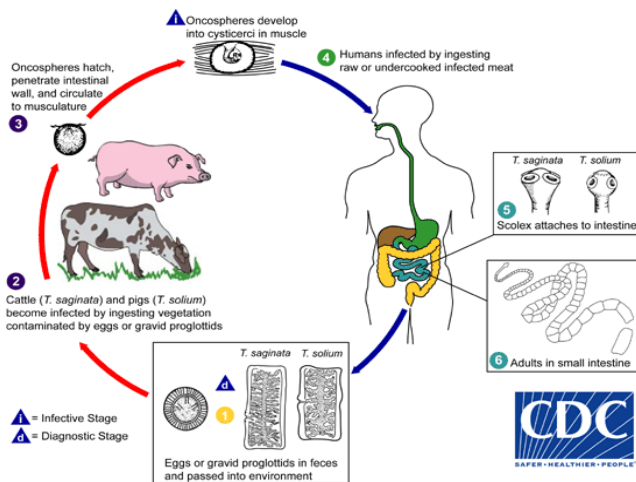 i Oncospheres develop
into cysticerci in muscle
4 Humans infected by ingesting
raw or undercooked infected meat
Oncospheres hatch,
penetrate intestinal
wall, and circulate
to musculature
3
T. saginata T. solium
5
Scolex attaches to intestine
2
Cattle (T. saginata) and pigs (T. solium)
become infected by ingesting vegetation
contaminated by eggs or gravid proglottids
6 Adults in small intestine
T. saginata T. solium
d
1
i = Infective Stage
d = Diagnostic Stage
Eggs or gravid proglottids in feces
and passed into environment
CDC
SAFER • HEALTHIER • PEOPLE™